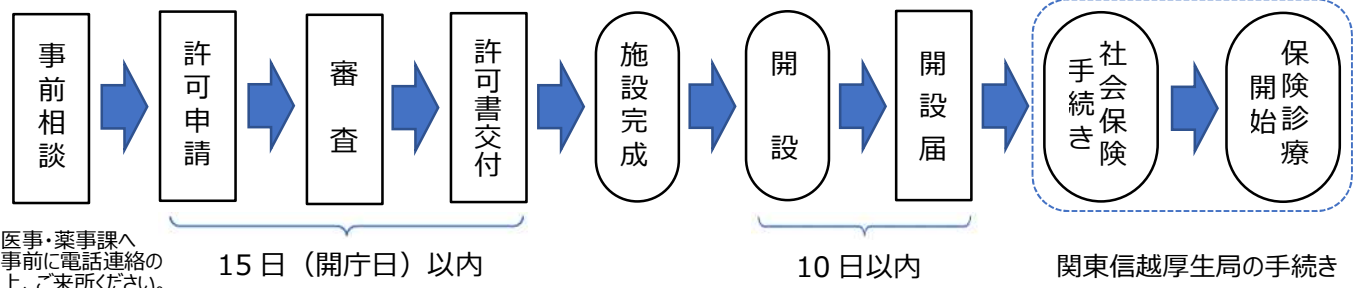 事前相談
許可申請
審査
許可書交付
施設完成
開設
開設届
社会保険
手続き
保険診療
開始
医事・薬事課へ
事前に電話連絡の
上、ご来所ください。
15日（開庁日）以内
10日以内
関東信越厚生局の手続き